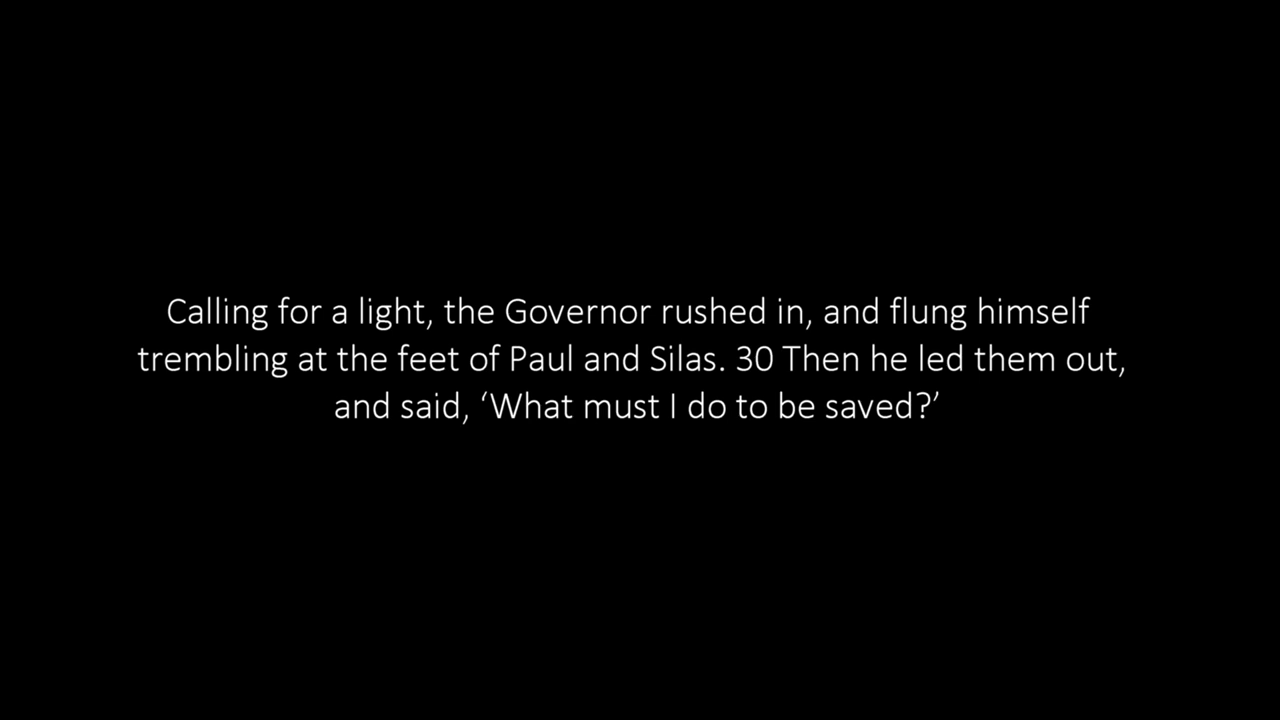 Calling for a light, the Governor rushed in, and flung himself
trembling at the feet of Paul and Silas. 30 Then he led them out,
and said, ‘What must I do to be saved?’